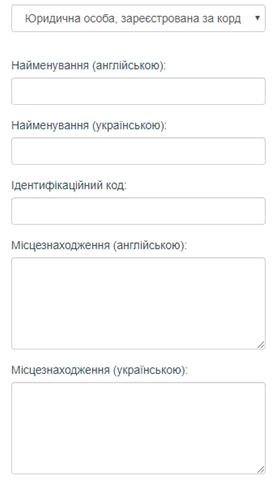 Юридична особа, зареєстрована за корд
Найменування (англійською):
Найменування (українською):
Ідентифікаційний код:
Місцезнаходження (англійською):
Місцезнаходження (українською):